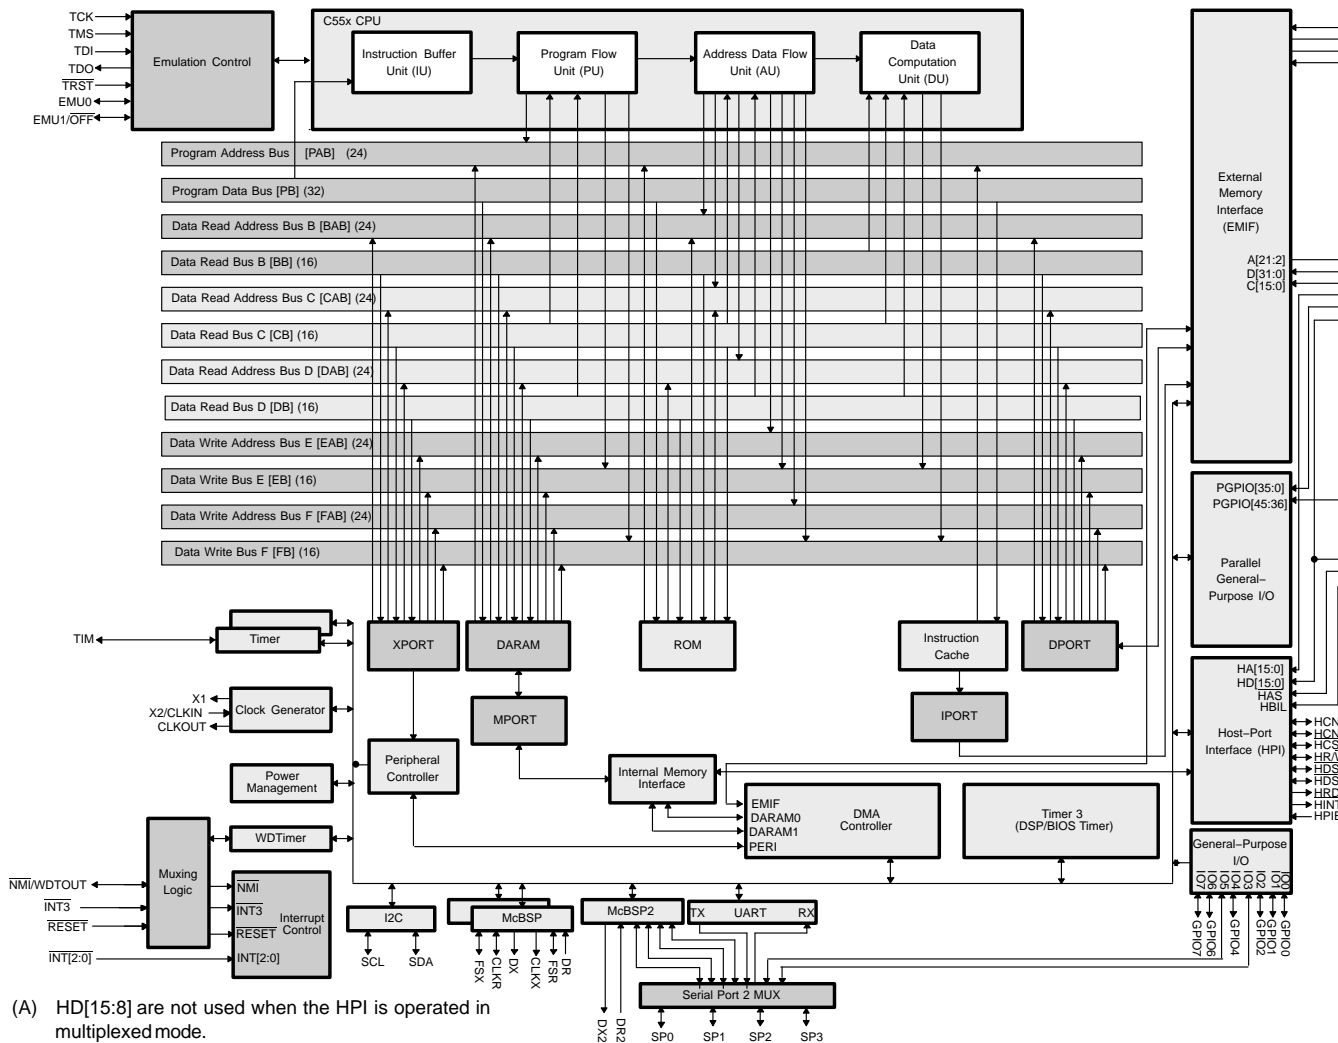 TCK
TMS
TDI
TDO
TRST
EMU0
EMU1/OFF
Emulation Control
C55x CPU
Instruction Buffer
Unit (IU)
Program Flow
Unit (PU)
Address Data Flow
Unit (AU)
Data
Computation
Unit (DU)
Program Address Bus [PAB] (24)
Program Data Bus [PB] (32)
Data Read Address Bus B [BAB] (24)
Data Read Bus B [BB] (16)
Data Read Address Bus C [CAB] (24)
Data Read Bus C [CB] (16)
Data Read Address Bus D [DAB] (24)
Data Read Bus D [DB] (16)
Data Write Address Bus E [EAB] (24)
Data Write Bus E [EB] (16)
Data Write Address Bus F [FAB] (24)
Data Write Bus F [FB] (16)
External
Memory
Interface
(EMIF)
A[21:2]
D[31:0]
C[15:0]
PGPIO[35:0]
PGPIO[45:36]
Parallel
General–
Purpose I/O
HA[15:0]
HD[15:0]
HAS
HBIL
Host–Port
Interface (HPI)
HCN
HCN
HCS
HR/
HDS
HDS
HRD
HINT
HPIE
TIM
Timer
XPORT
DARAM
ROM
Instruction
Cache
DPORT
X1
X2/CLKIN
CLKOUT
Clock Generator
MPORT
IPORT
Power
Management
Peripheral
Controller
Internal Memory
Interface
EMIF
DARAM0
DARAM1
PERI
DMA
Controller
Timer 3
(DSP/BIOS Timer)
General–Purpose
I/O
IO7
IO6
IO5
IO4
IO3
IO2
IO1
IO0
GPIO7
GPIO6
GPIO4
GPIO2
GPIO1
GPIO0
WDTimer
Muxing
Logic
NMI/WDTOUT
INT3
RESET
INT[2:0]
NMI
INT3
RESET
INT[2:0]
Interrupt
Control
I2C
SCL
SDA
McBSP
FSX
CLKR
DX
CLKX
FSR
DR
McBSP2
TX UART RX
DX2
DR2
Serial Port 2 MUX
SP0
SP1
SP2
SP3
(A) HD[15:8] are not used when the HPI is operated in
multiplexed mode.